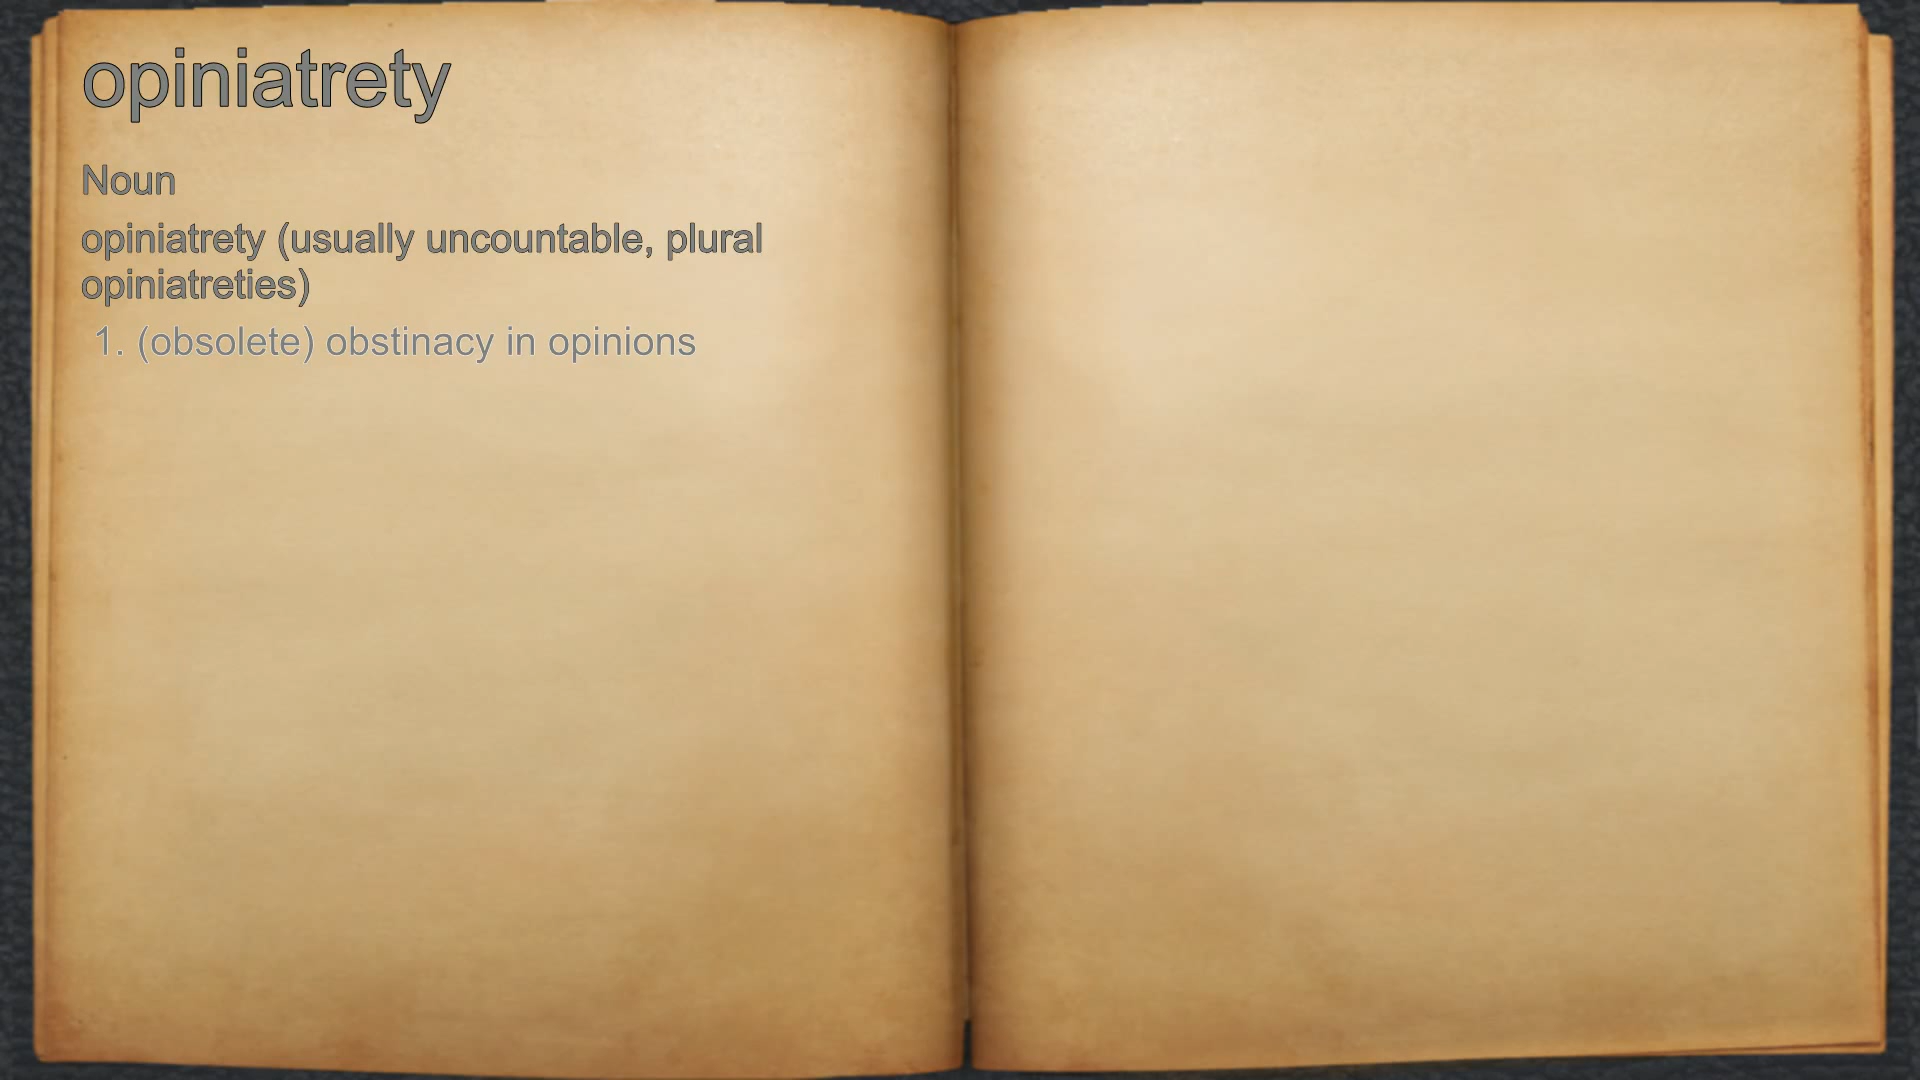 opiniatrety
Noun
opiniatrety (usually uncountable, plural
opiniatreties)
1. (obsolete) obstinacy in opinions